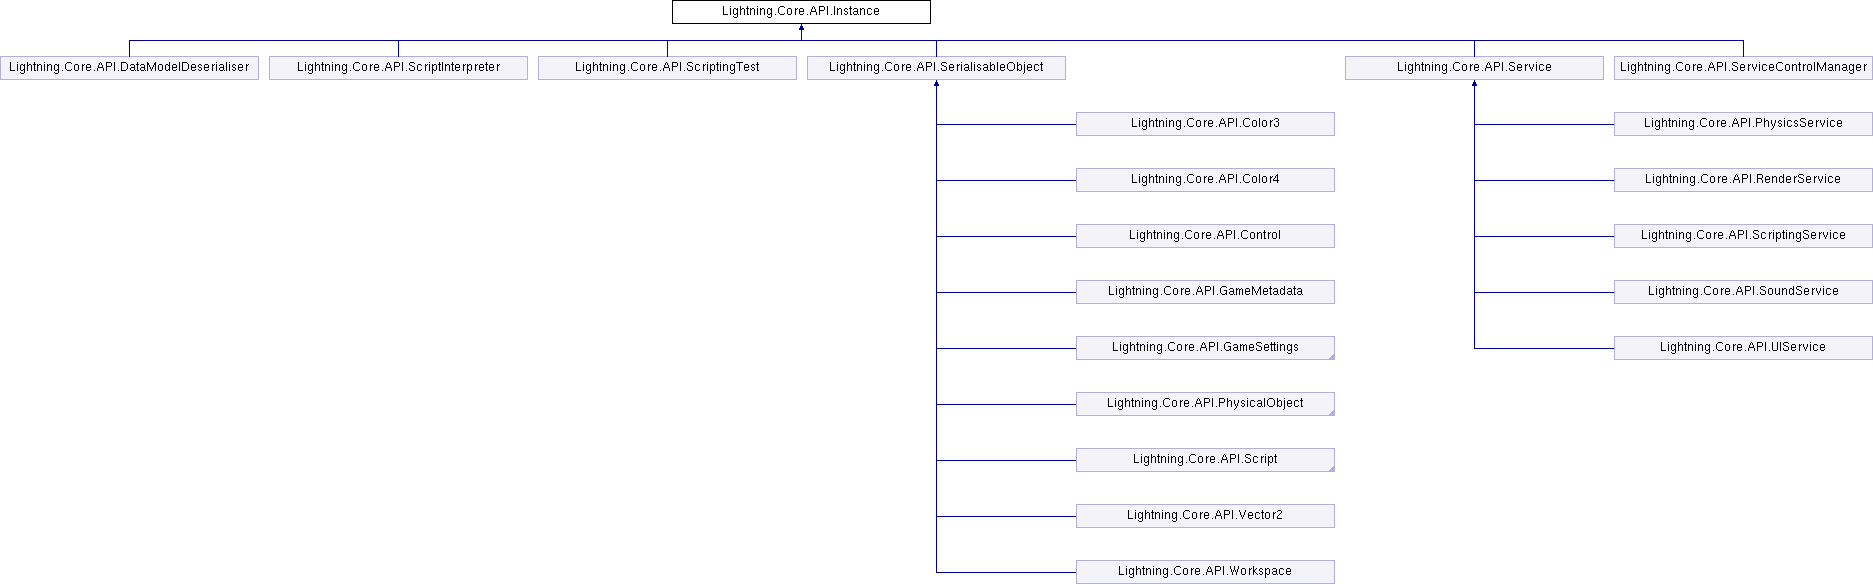 Lightning.Core.API.Instance
Lightning.Core.API.DataModelDeserialiser
Lightning.Core.API.ScriptInterpreter
Lightning.Core.API.ScriptingTest
Lightning.Core.API.SerialisableObject
Lightning.Core.API.Service
Lightning.Core.API.ServiceControlManager
Lightning.Core.API.Color3
Lightning.Core.API.PhysicsService
Lightning.Core.API.Color4
Lightning.Core.API.RenderService
Lightning.Core.API.Control
Lightning.Core.API.ScriptingService
Lightning.Core.API.GameMetadata
Lightning.Core.API.SoundService
Lightning.Core.API.GameSettings
Lightning.Core.API.UIService
Lightning.Core.API.PhysicalObject
Lightning.Core.API.Script
Lightning.Core.API.Vector2
Lightning.Core.API.Workspace